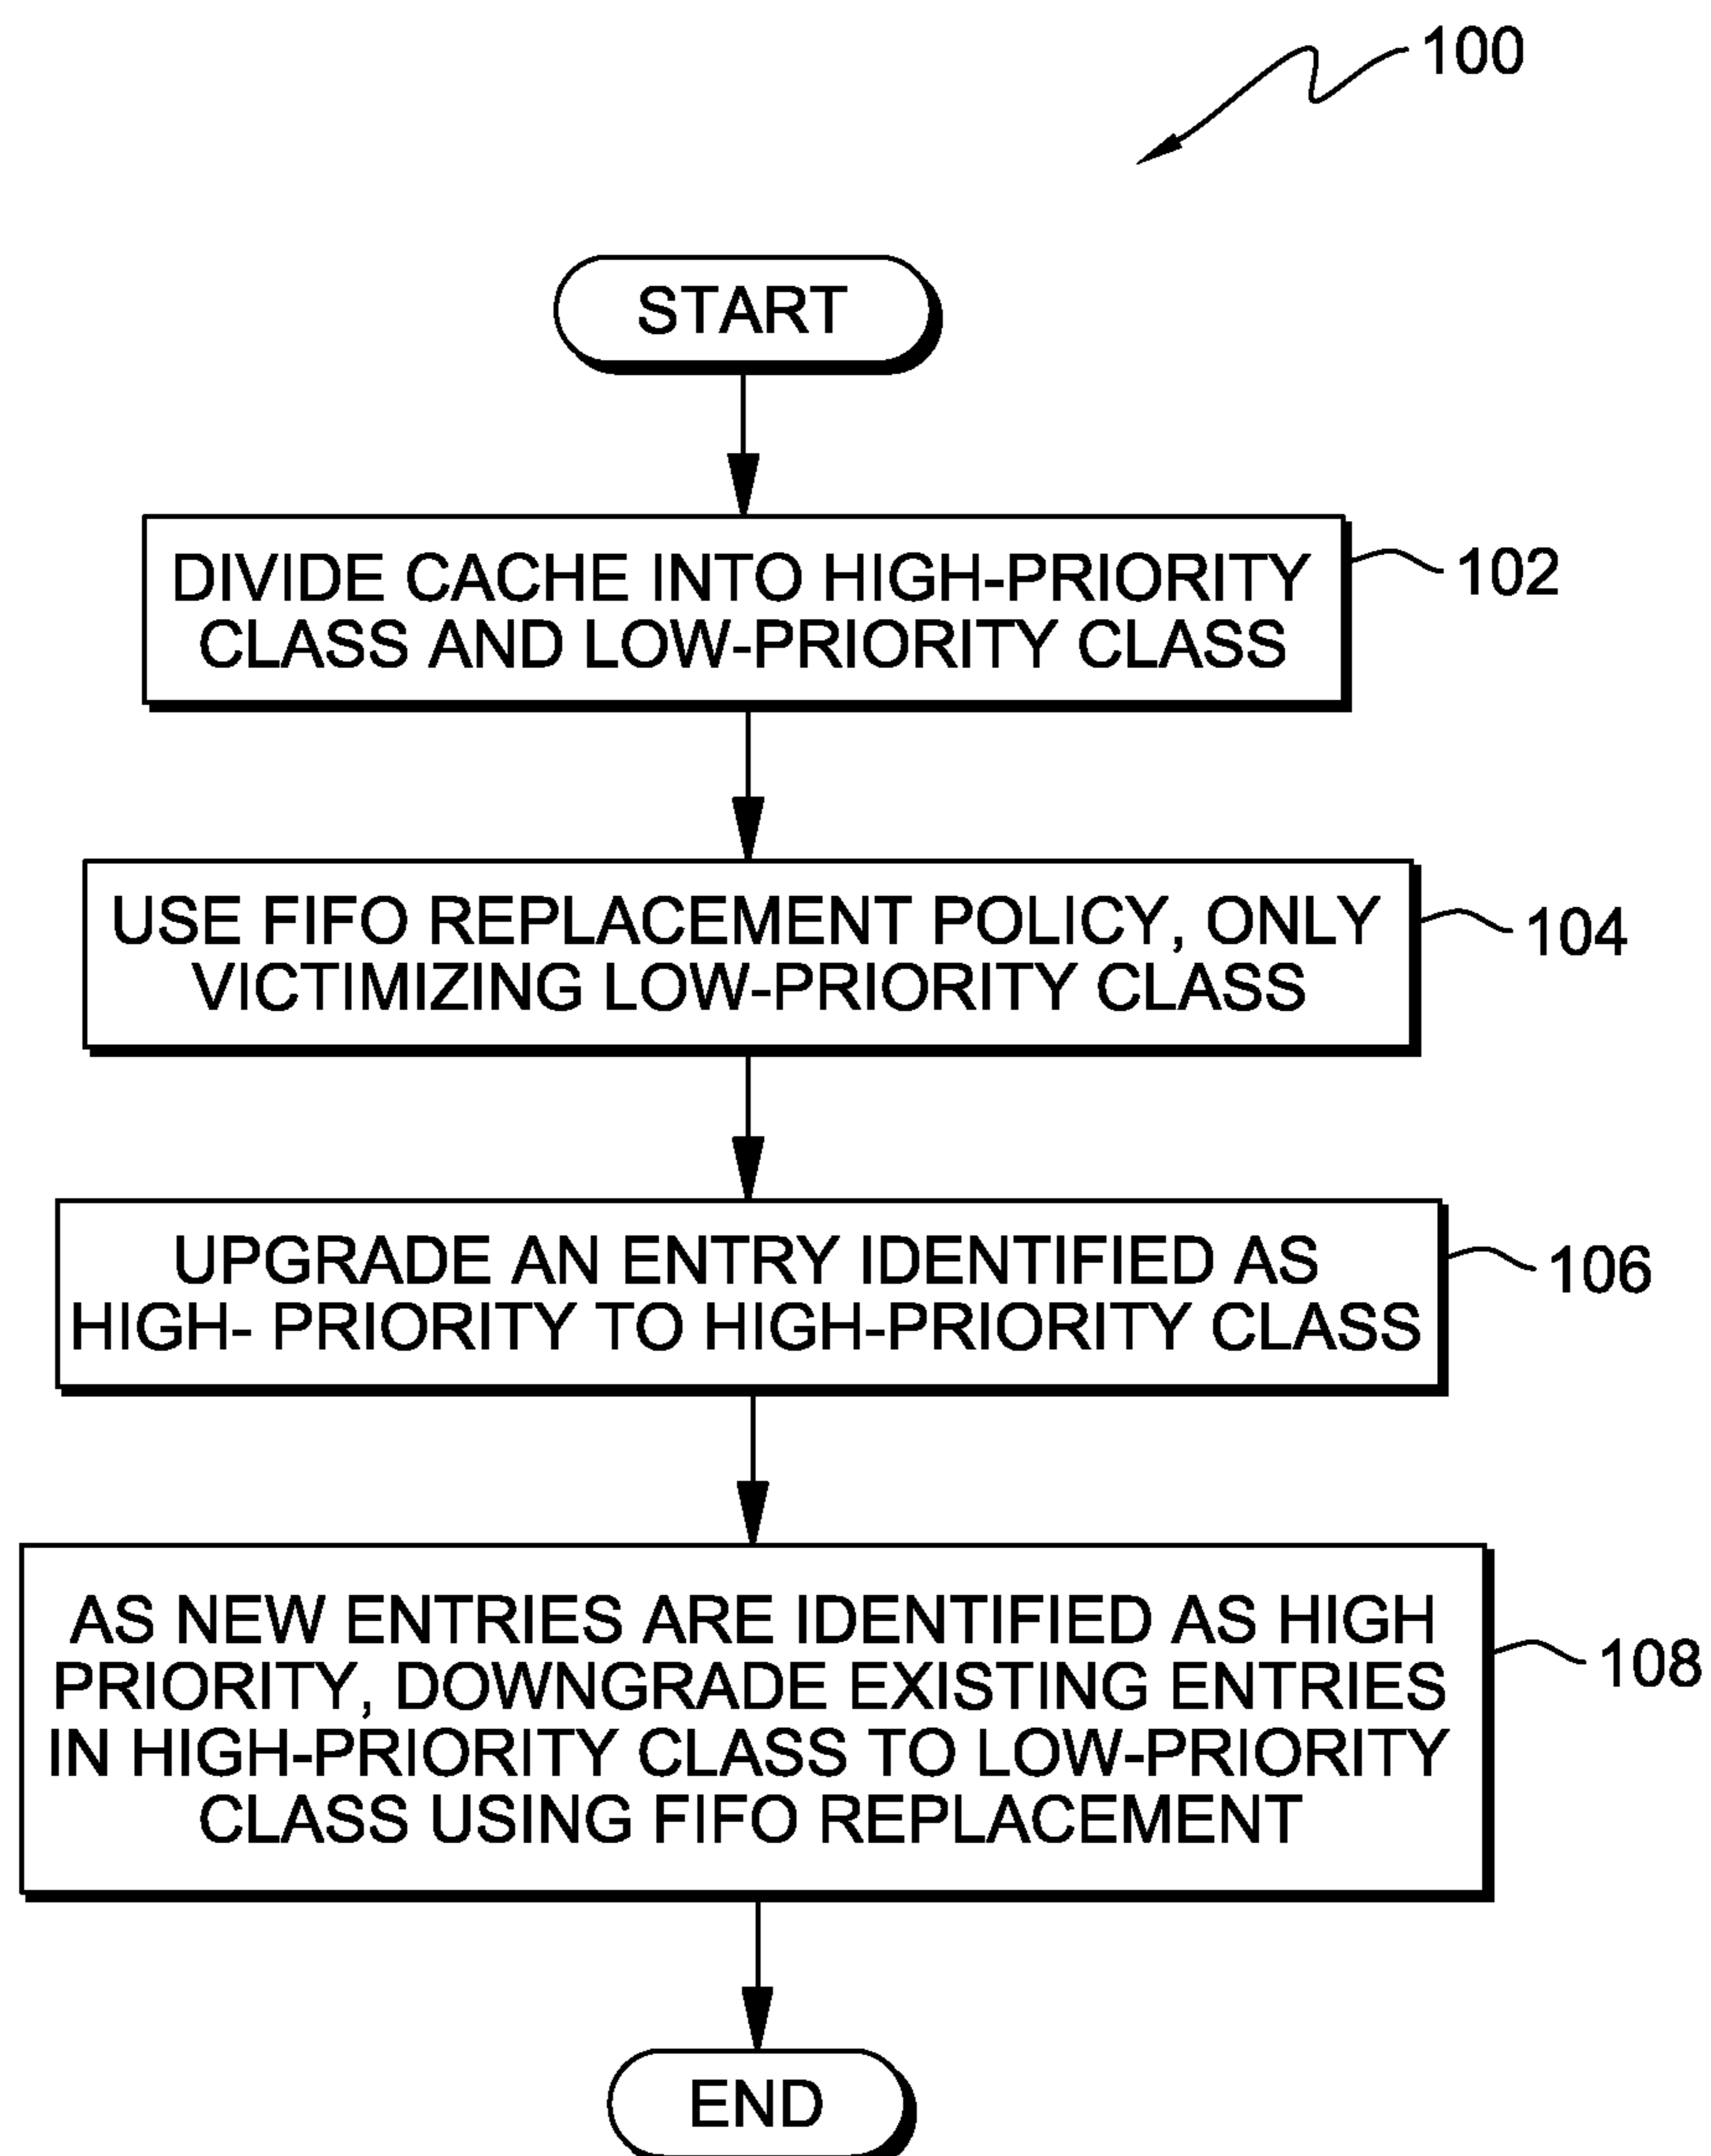 100
START
DIVIDE CACHE INTO HIGH-PRIORITY
CLASS AND LOW-PRIORITY CLASS
102
USE FIFO REPLACEMENT POLICY, ONLY
VICTIMIZING LOW-PRIORITY CLASS
104
UPGRADE AN ENTRY IDENTIFIED AS
HIGH- PRIORITY TO HIGH-PRIORITY CLASS
106
AS NEW ENTRIES ARE IDENTIFIED AS HIGH
PRIORITY, DOWNGRADE EXISTING ENTRIES
IN HIGH-PRIORITY CLASS TO LOW-PRIORITY
CLASS USING FIFO REPLACEMENT
108
END